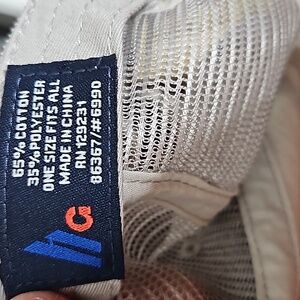 65% COTTON
35% POLYESTER
ONE SIZE FITS ALL
MADE IN CHINA
RN 129231
86367/#6990